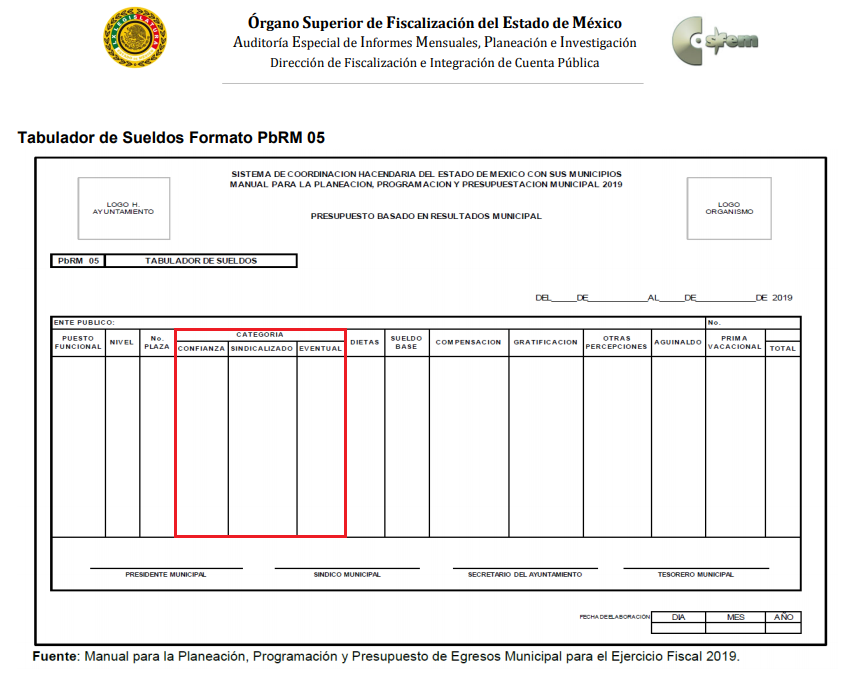 Órgano Superior de Fiscalización del Estado de México
Auditoría Especial de Informes Mensuales, Planeación e Investigación
Dirección de Fiscalización e Integración de Cuenta Pública
osfem
Tabulador de Sueldos Formato PbRM 05
SISTEMA DE COORDINACION HACENDARIA DEL ESTADO DE MEXICO CON SUS MUNICIPIOS
MANUAL PARA LA PLANEACION, PROGRAMACION Y PRESUPUESTACION MUNICIPAL 2019
LOGO H.
AYUNTAMIENTO
PRESUPUESTO BASADO EN RESULTADOS MUNICIPAL
LOGO
ORGANISMO
PbRM 05 TABULADOR DE SUELDOS
DEL_____DE__________AL____DE__________DE 2019
ENTE PUBLICO: No.
PUESTO FUNCIONAL NIVEL No. PLAZA CATEGORIA DIETAS SUELDO BASE COMPENSACION GRATIFICACION OTRAS PERCEPCIONES AGUINALDO PRIMA VACACIONAL TOTAL
CONFIANZA SINDICALIZADO EVENTUAL
PRESIDENTE MUNICIPAL SINDICO MUNICIPAL SECRETARIO DEL AYUNTAMIENTO TESORERO MUNICIPAL
FECHA DE ELABORACIÓN DIA MES AÑO
Fuente: Manual para la Planeación, Programación y Presupuesto de Egresos Municipal para el Ejercicio Fiscal 2019.